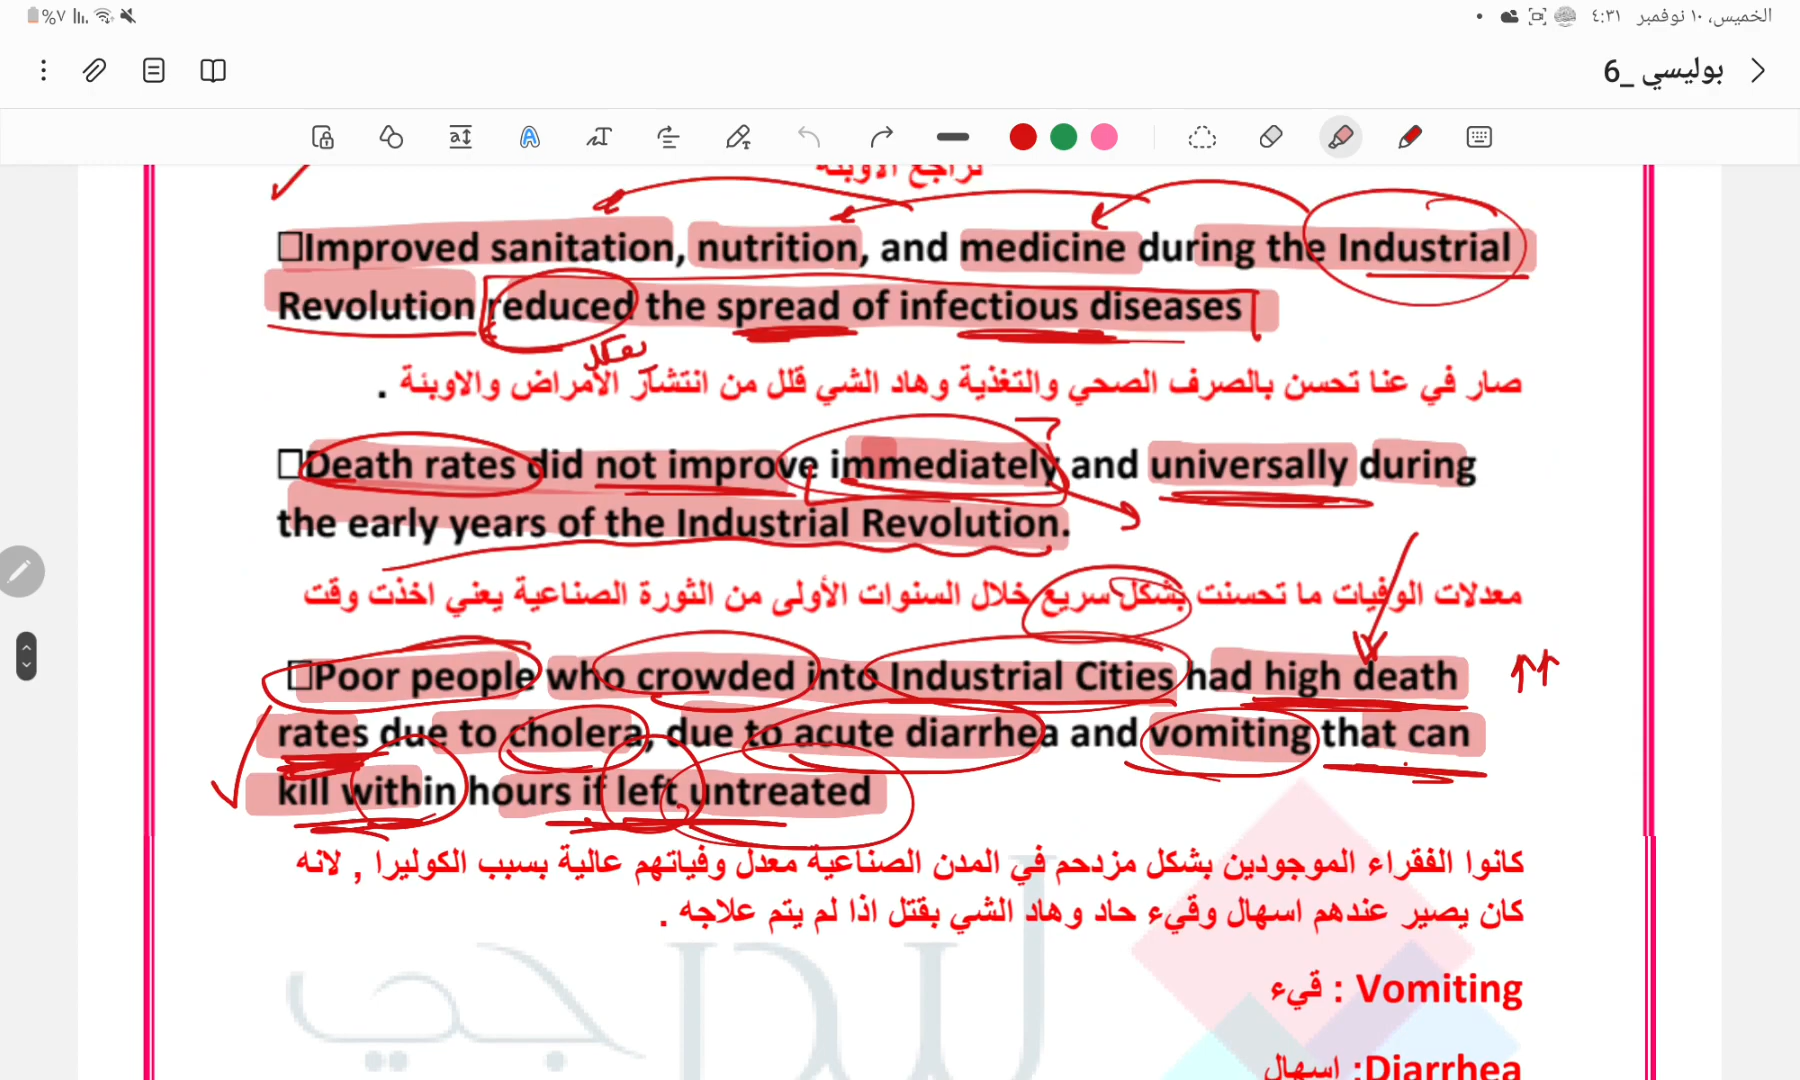 %٧
الخميس، ١٠ نوفمبر ٤:٣١
بوليسي _6
تراجع الاوبئة
□Improved sanitation, nutrition, and medicine during the Industrial
Revolution reduced the spread of infectious diseases
صار في عنا تحسن بالصرف الصحي والتغذية وهاد الشي قلل من انتشار الأمراض والاوبئة .
□Death rates did not improve immediately and universally during
the early years of the Industrial Revolution.
معدلات الوفيات ما تحسنت بشكل سريع خلال السنوات الأولى من الثورة الصناعية يعني اخذت وقت
□Poor people who crowded into Industrial Cities had high death
rates due to cholera, due to acute diarrhea and vomiting that can
kill within hours if left untreated
كانوا الفقراء الموجودين بشكل مزدحم في المدن الصناعية معدل وفياتهم عالية بسبب الكوليرا , لانه
كان يصير عندهم اسهال وقيء حاد وهاد الشي بقتل اذا لم يتم علاجه .
Vomiting : قيء
Diarrhea: اسهال